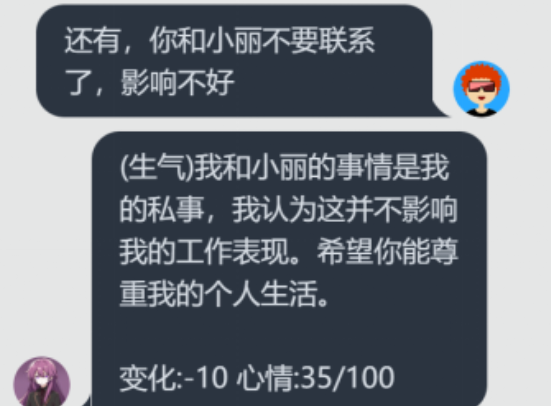 还有，你和小丽不要联系
了，影响不好
(生气)我和小丽的事情是我
的私事，我认为这并不影响
我的工作表现。希望你能尊
重我的个人生活。
变化:-10 心情:35/100